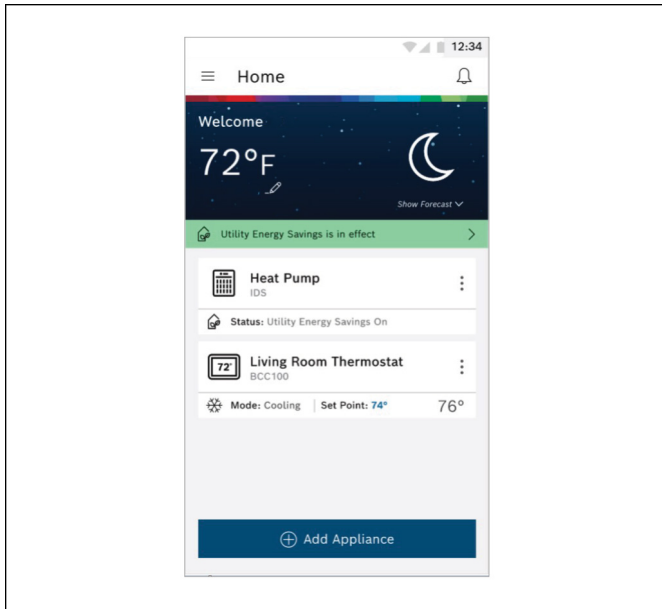 12:34
Home
Welcome
72°F
Show Forecast
Utility Energy Savings is in effect
Heat Pump
IDS
Status: Utility Energy Savings On
72°
Living Room Thermostat
BCC100
Mode: Cooling Set Point: 74° 76°
Add Appliance